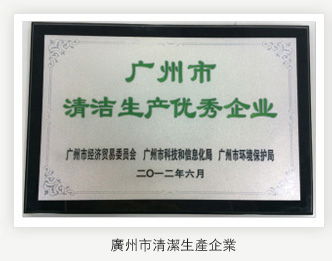 广州市
清洁生产优秀企业
广州市经济贸易委员会 广州市科技和信息化局 广州市环境保护局
二〇一二年六月
廣州市清潔生產企業